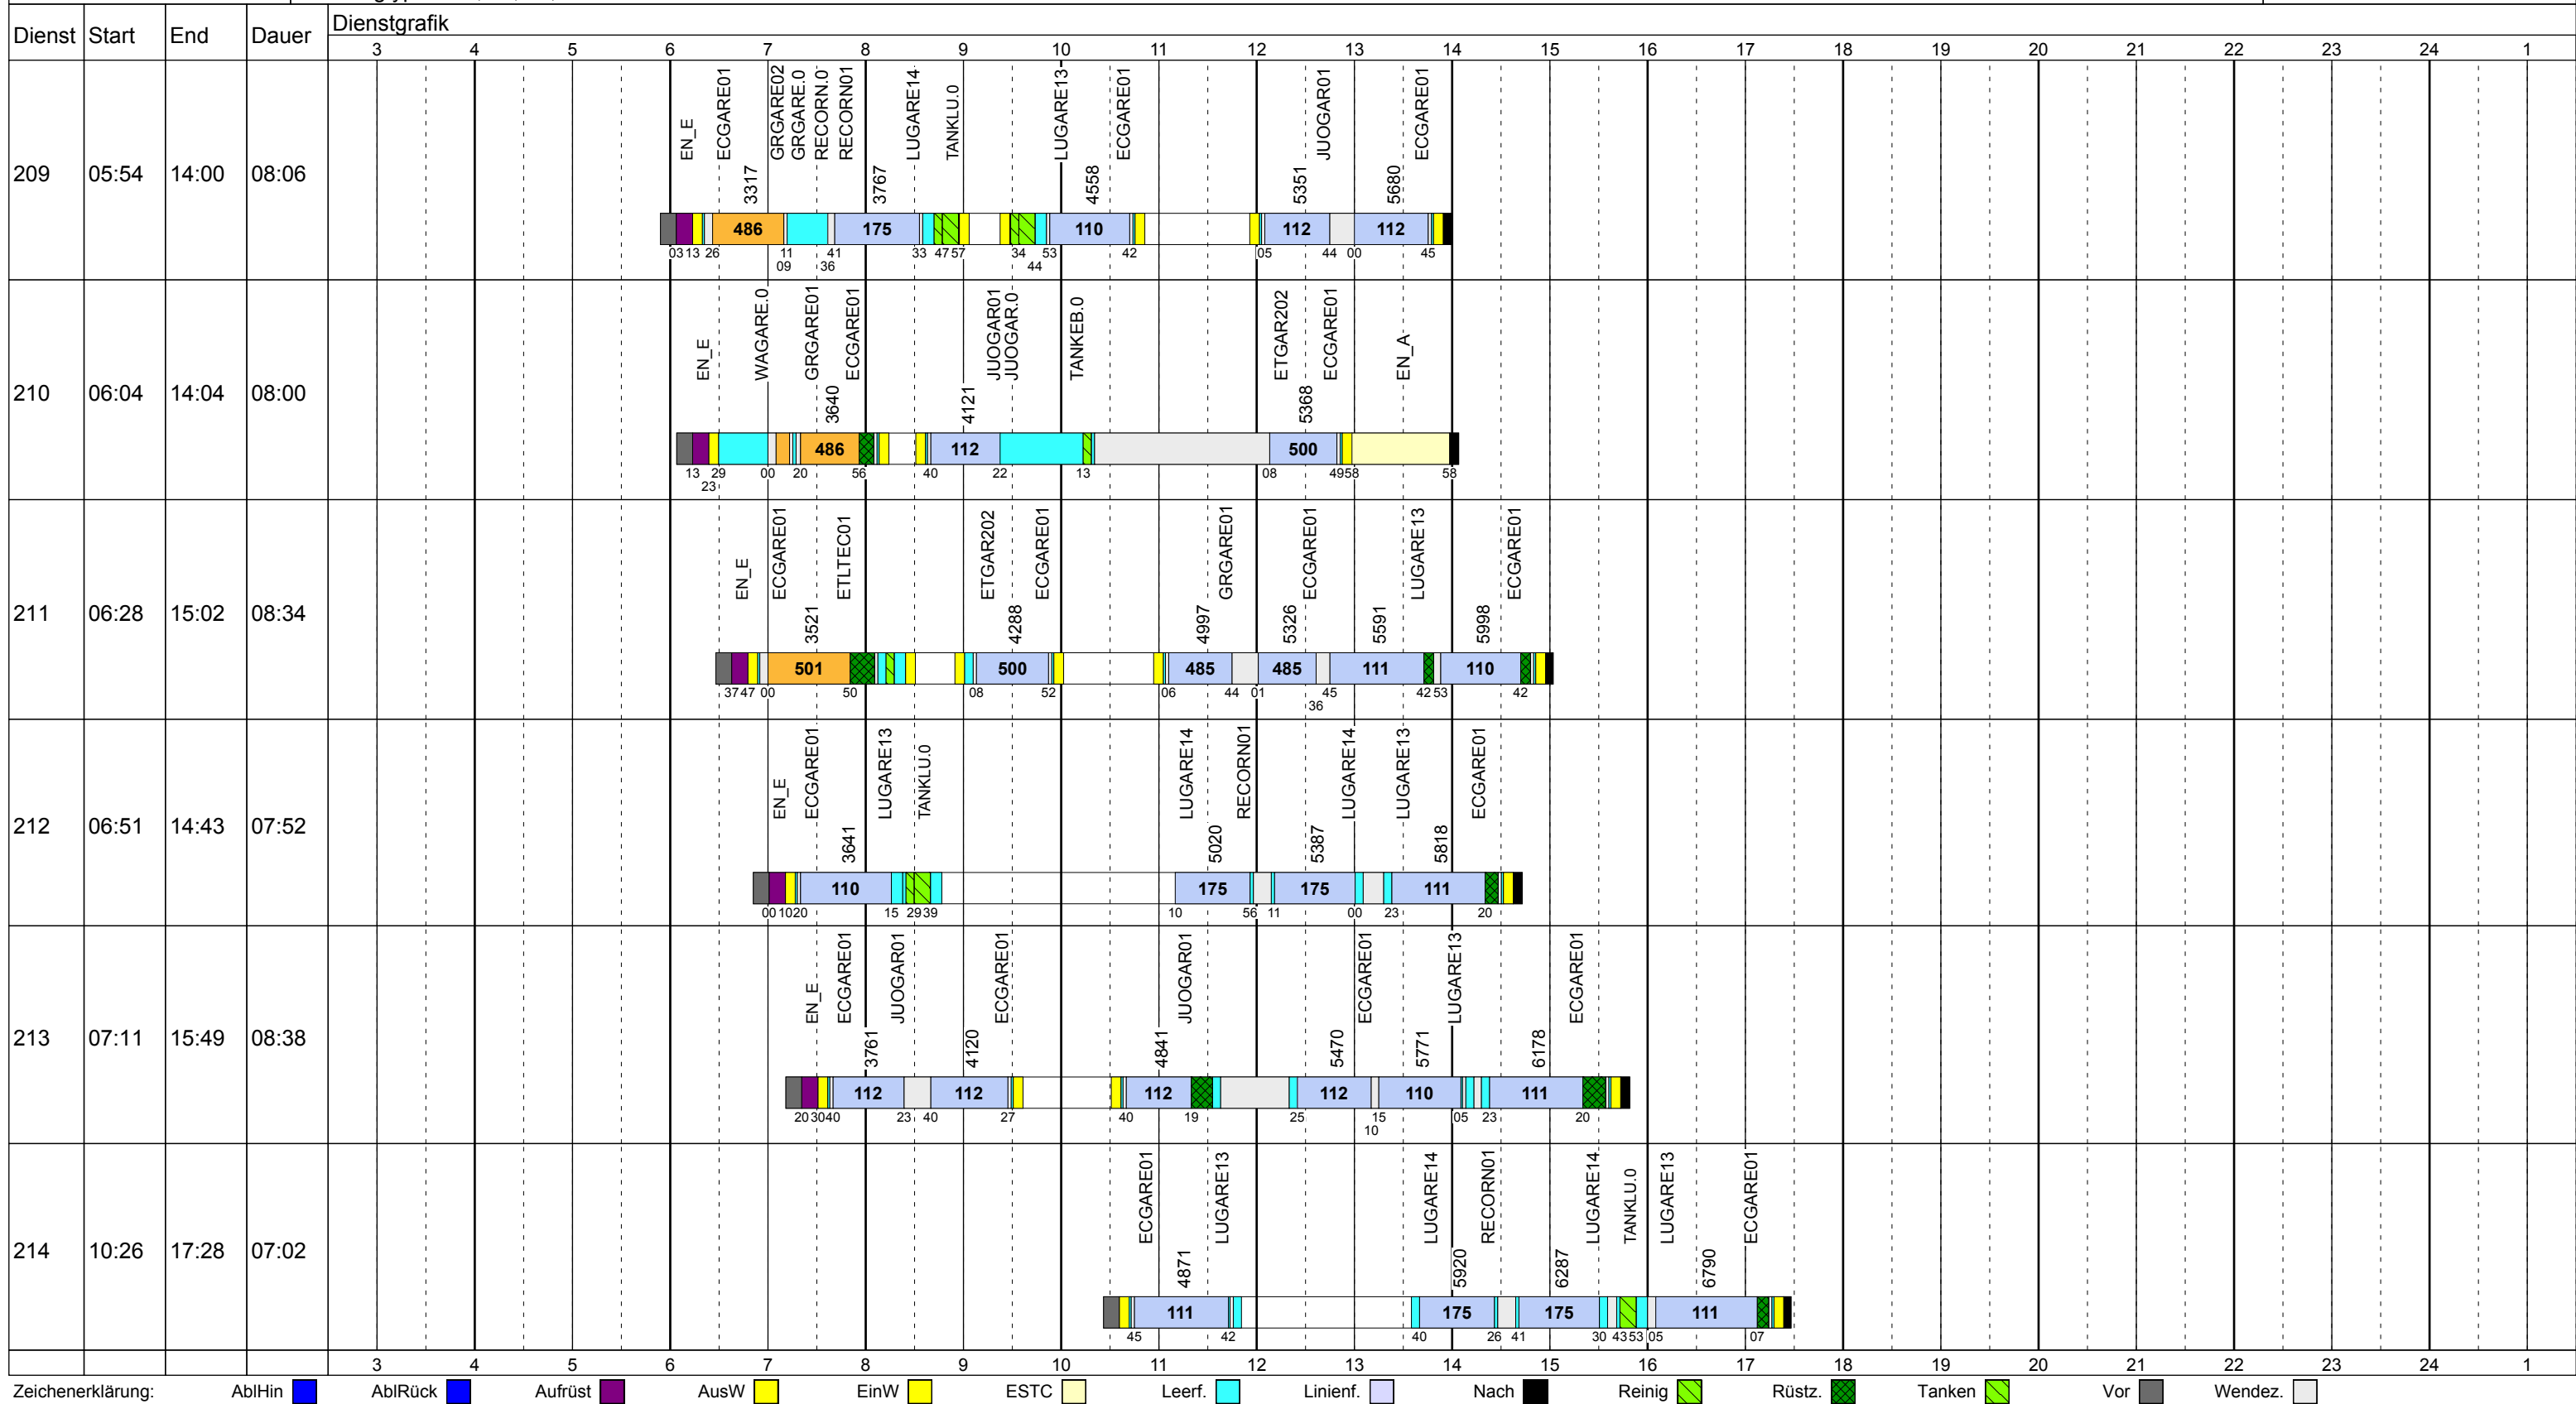 Dienst Start End Dauer Dienstgrafik
3 4 5 6 7 8 9 10 11 12 13 14 15 16 17 18 19 20 21 22 23 24 1
EN_E ECGARE01 GRGARE02 GRGARE.0 RECORN.0 RECORN01 LUGARE14 TANKLU.0 LUGARE13 ECGARE01 JUOGAR01 ECGARE01
3317 3767 4558 5351 5680
209 05:54 14:00 08:06
486 175 110 112 112
03 13 26 11 41 33 47 57 34 53 42 05 44 00 45
09 36 44
EN_E WAGARE.0 GRGARE01 ECGARE01 JUOGAR01 JUOGAR.0 TANKEB.0 ETGAR202 ECGARE01 EN_A
3640 4121 5368
210 06:04 14:04 08:00
486 112 500
13 29 00 20 56 40 22 13 08 49 58 58
23
EN_E ECGARE01 ETLTEC01 ETGAR202 ECGARE01 GRGARE01 ECGARE01 LUGARE13 ECGARE01
3521 4288 4997 5326 5591 5998
211 06:28 15:02 08:34
501 500 485 485 111 110
37 47 00 50 08 52 06 44 01 45 42 53 42
36
EN_E ECGARE01 LUGARE13 TANKLU.0 LUGARE14 RECORN01 LUGARE14 LUGARE13 ECGARE01
3641 5020 5387 5818
212 06:51 14:43 07:52
110 175 175 111
00 10 20 15 29 39 10 56 11 00 23 20
EN_E ECGARE01 JUOGAR01 ECGARE01 JUOGAR01 ECGARE01 LUGARE13 ECGARE01
3761 4120 4841 5470 5771 6178
213 07:11 15:49 08:38
112 112 112 112 110 111
20 30 40 23 40 27 40 19 25 15 05 23 20
10
ECGARE01 LUGARE13 LUGARE14 RECORN01 LUGARE14 TANKLU.0 LUGARE13 ECGARE01
4871 5920 6287 6790
214 10:26 17:28 07:02
111 175 175 111
45 42 40 26 41 30 43 53 05 07
3 4 5 6 7 8 9 10 11 12 13 14 15 16 17 18 19 20 21 22 23 24 1
Zeichenerklärung: AblHin AblRück Aufrüst AusW EinW ESTC Leerf. Linienf. Nach Reinig Rüstz. Tanken Vor Wendez.